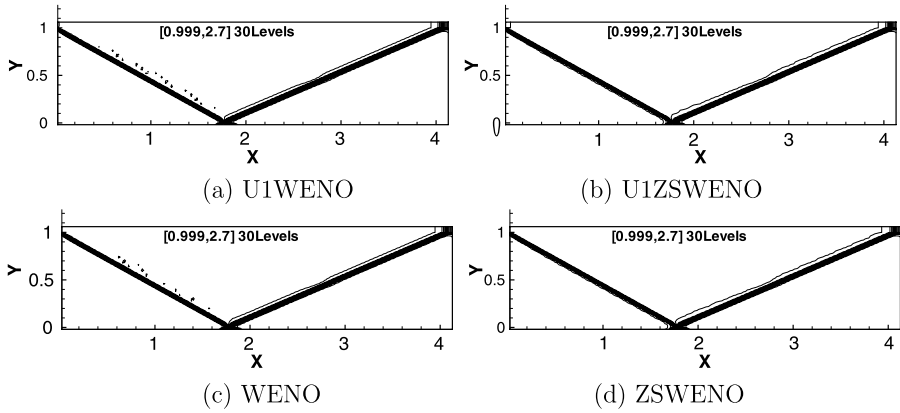 [0.999,2.7] 30Levels
1
0.5
0
Y
1 2 3 4
X
(a) U1WENO
[0.999,2.7] 30Levels
1
0.5
0
Y
1 2 3 4
X
(b) U1ZSWENO
[0.999,2.7] 30Levels
1
0.5
0
Y
1 2 3 4
X
(c) WENO
[0.999,2.7] 30Levels
1
0.5
0
Y
1 2 3 4
X
(d) ZSWENO